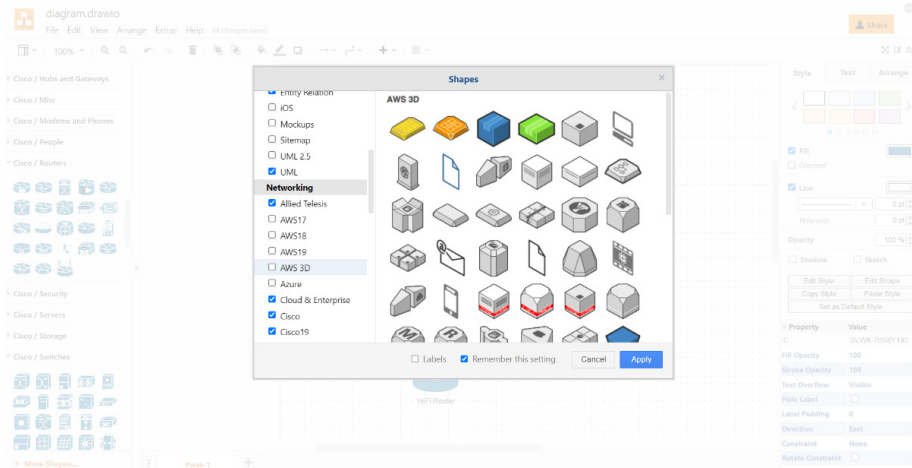 diagram.drawio
File Edit View Arrange Extras Help All changes saved
Share
100%
Cisco / Hubs and Gateways
Cisco / Misc
Cisco / Modems and Phones
Cisco / People
Cisco / Routers
Cisco / Security
Cisco / Servers
Cisco / Storage
Cisco / Switches
+ More Shapes...
Shapes
Entity Relation
iOS
Mockups
Sitemap
UML 2.5
UML
Networking
Allied Telesis
AWS17
AWS18
AWS19
AWS 3D
Azure
Cloud & Enterprise
Cisco
Cisco19
AWS 3D
Labels
Remember this setting
Cancel
Apply
WiFi Router
Page-1
Style Text Arrange
Fill
Gradient
Line
2 pt
Perimeter 0 pt
Opacity 100 %
Shadow Sketch
Edit Style Edit Shape
Copy Style Paste Style
Set as Default Style
Property Value
ID
Fill Opacity 100
Stroke Opacity 100
Text Overflow Visible
Hide Label
Label Padding 0
Direction East
Constraint None
Rotate Constraint